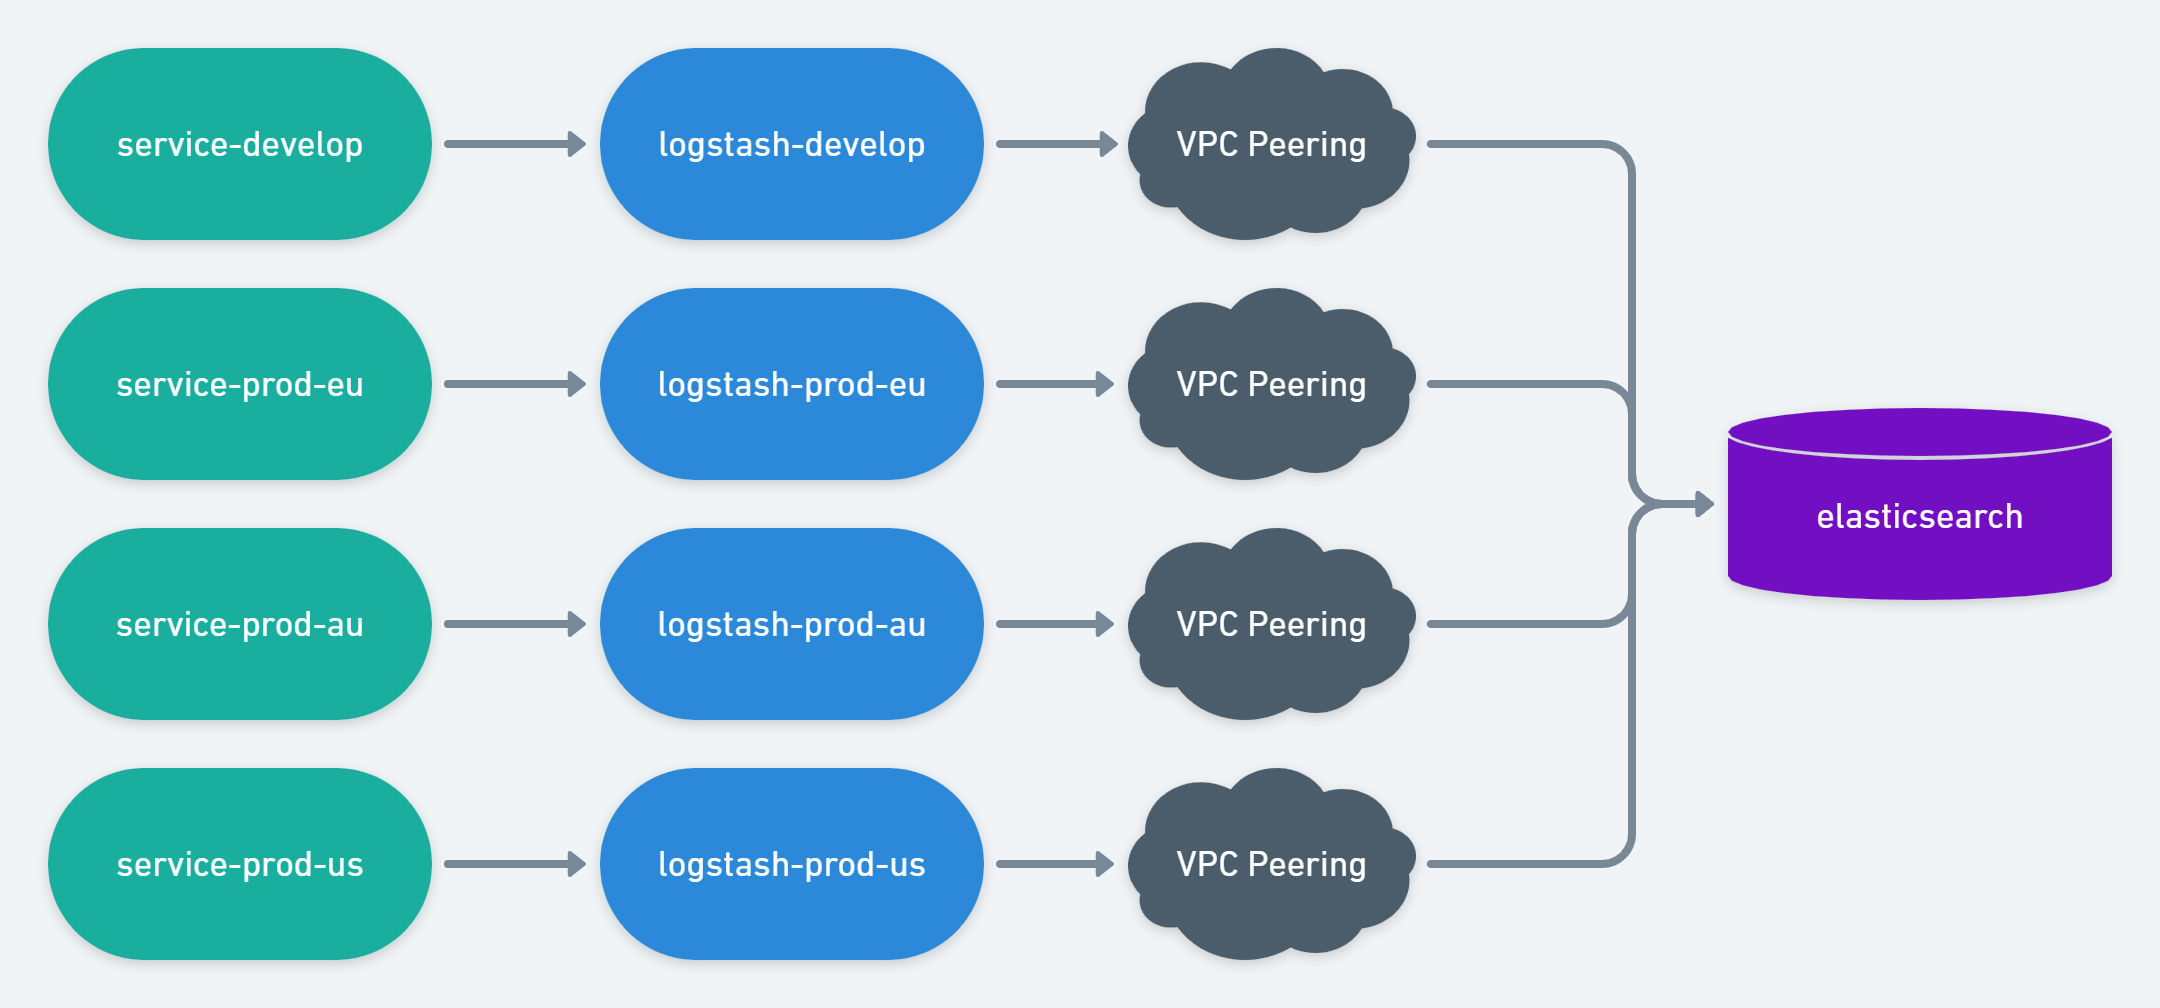 service-develop
logstash-develop
VPC Peering
service-prod-eu
logstash-prod-eu
VPC Peering
elasticsearch
service-prod-au
logstash-prod-au
VPC Peering
service-prod-us
logstash-prod-us
VPC Peering